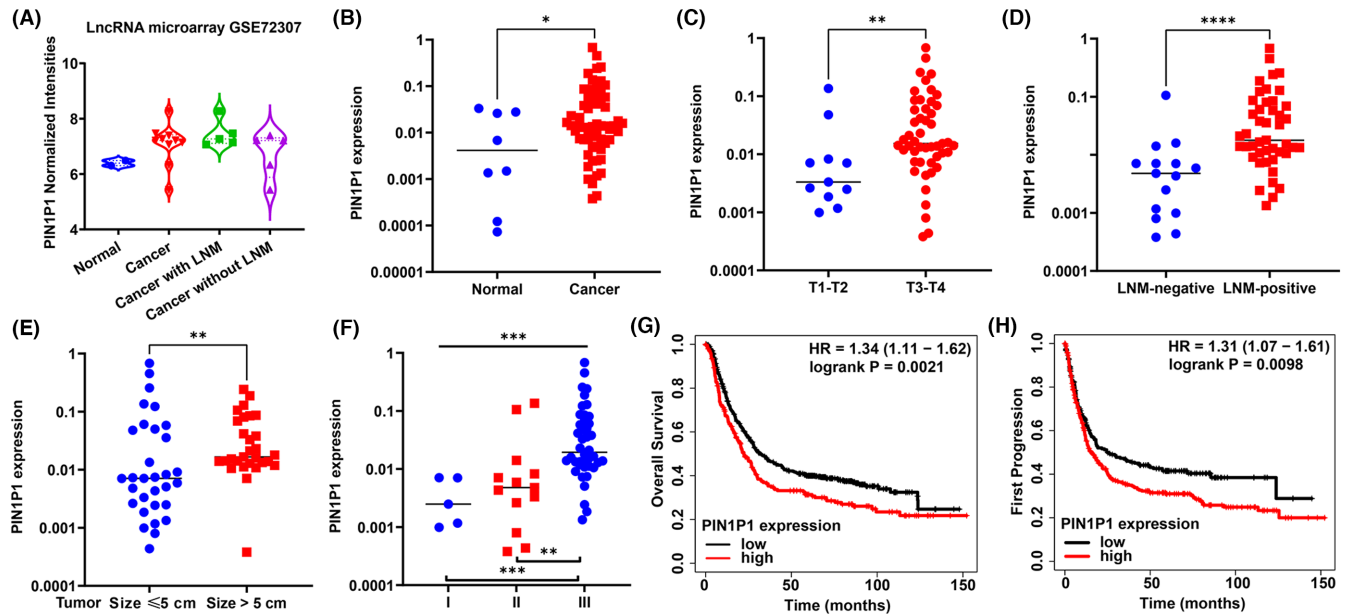 (A)
LncRNA microarray GSE72307
PIN1P1 Normalized Intensities
10
8
6
4
Normal
Cancer
Cancer with LNM
Cancer without LNM
(B)
*
PIN1P1 expression
1
0.1
0.01
0.001
0.0001
0.00001
Normal Cancer
(C)
**
PIN1P1 expression
1
0.1
0.01
0.001
0.0001
T1-T2 T3-T4
(D)
****
PIN1P1 expression
0.1
0.001
0.0001
LNM-negative LNM-positive
(E)
**
PIN1P1 expression
1
0.1
0.01
0.001
0.0001
Tumor Size ⩽5 cm Size > 5 cm
(F)
***
PIN1P1 expression
1
0.1
0.01
0.001
0.0001
**
***
I II III
(G)
HR = 1.34 (1.11 − 1.62)
logrank P = 0.0021
Overall Survival
1.0
0.8
0.6
0.4
0.2
0.0
PIN1P1 expression
low
high
0 50 100 150
Time (months)
(H)
HR = 1.31 (1.07 − 1.61)
logrank P = 0.0098
First Progression
1.0
0.8
0.6
0.4
0.2
0.0
PIN1P1 expression
low
high
0 50 100 150
Time (months)